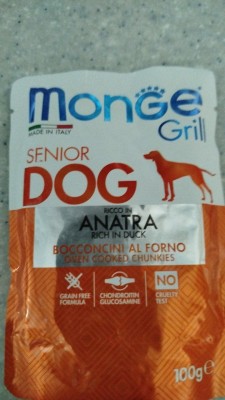 MONGE
MADE IN ITALY
Grill
SENIOR
DOG
RICCO IN
ANATRA
RICH IN DUCK
BOCCONCINI AL FORNO
OVEN COOKED CHUNKIES
GRAIN FREE
FORMULA
CHONDROITIN
GLUCOSAMINE
NO
CRUELTY
TEST
100g e